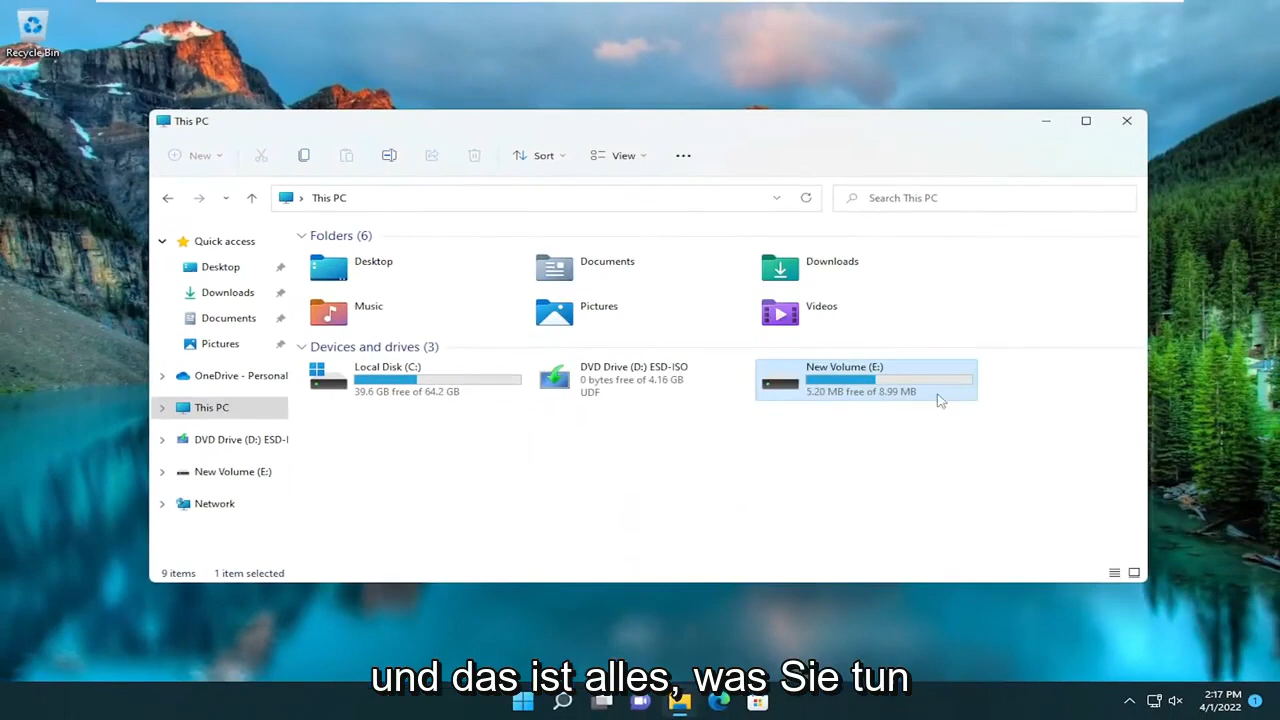 Recycle Bin
This PC
New
Sort
View
This PC
Search This PC
Quick access
Desktop
Downloads
Documents
Pictures
OneDrive - Personal
This PC
DVD Drive (D:) ESD-I
New Volume (E:)
Network
Folders (6)
Desktop
Documents
Downloads
Music
Pictures
Videos
Devices and drives (3)
Local Disk (C:)
39.6 GB free of 64.2 GB
DVD Drive (D:) ESD-ISO
0 bytes free of 4.16 GB
UDF
New Volume (E:)
5.20 MB free of 8.99 MB
9 items
1 item selected
und das ist alles, was Sie tun
2:17 PM
4/1/2022
1